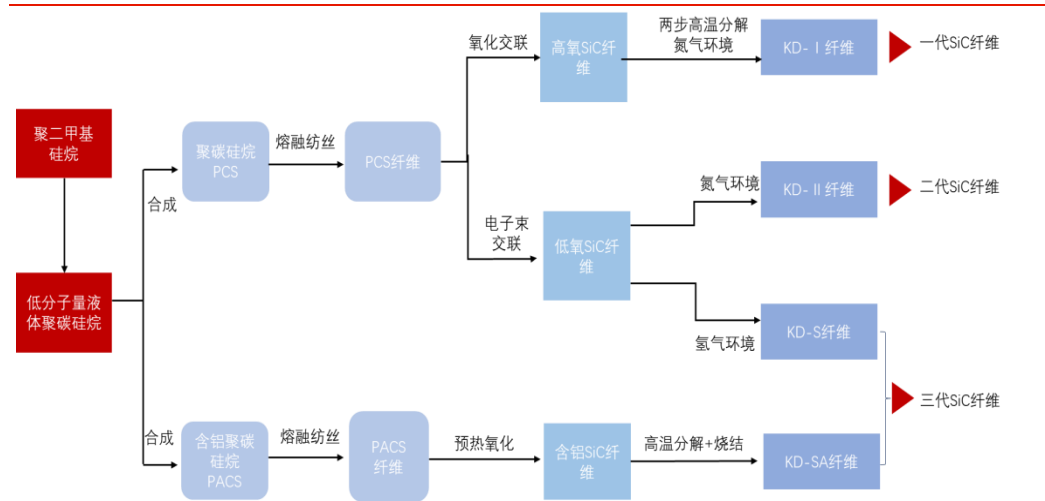 聚二甲基
硅烷
低分子量液
体聚碳硅烷
合成
聚碳硅烷
PCS
熔融纺丝
PCS纤维
氧化交联
高氧SiC纤
维
两步高温分解
氮气环境
KD-Ⅰ纤维
一代SiC纤维
电子束
交联
低氧SiC纤
维
氮气环境
KD-Ⅱ纤维
二代SiC纤维
氢气环境
KD-S纤维
三代SiC纤维
合成
含铝聚碳
硅烷
PACS
熔融纺丝
PACS
纤维
预热氧化
含铝SiC纤
维
高温分解+烧结
KD-SA纤维